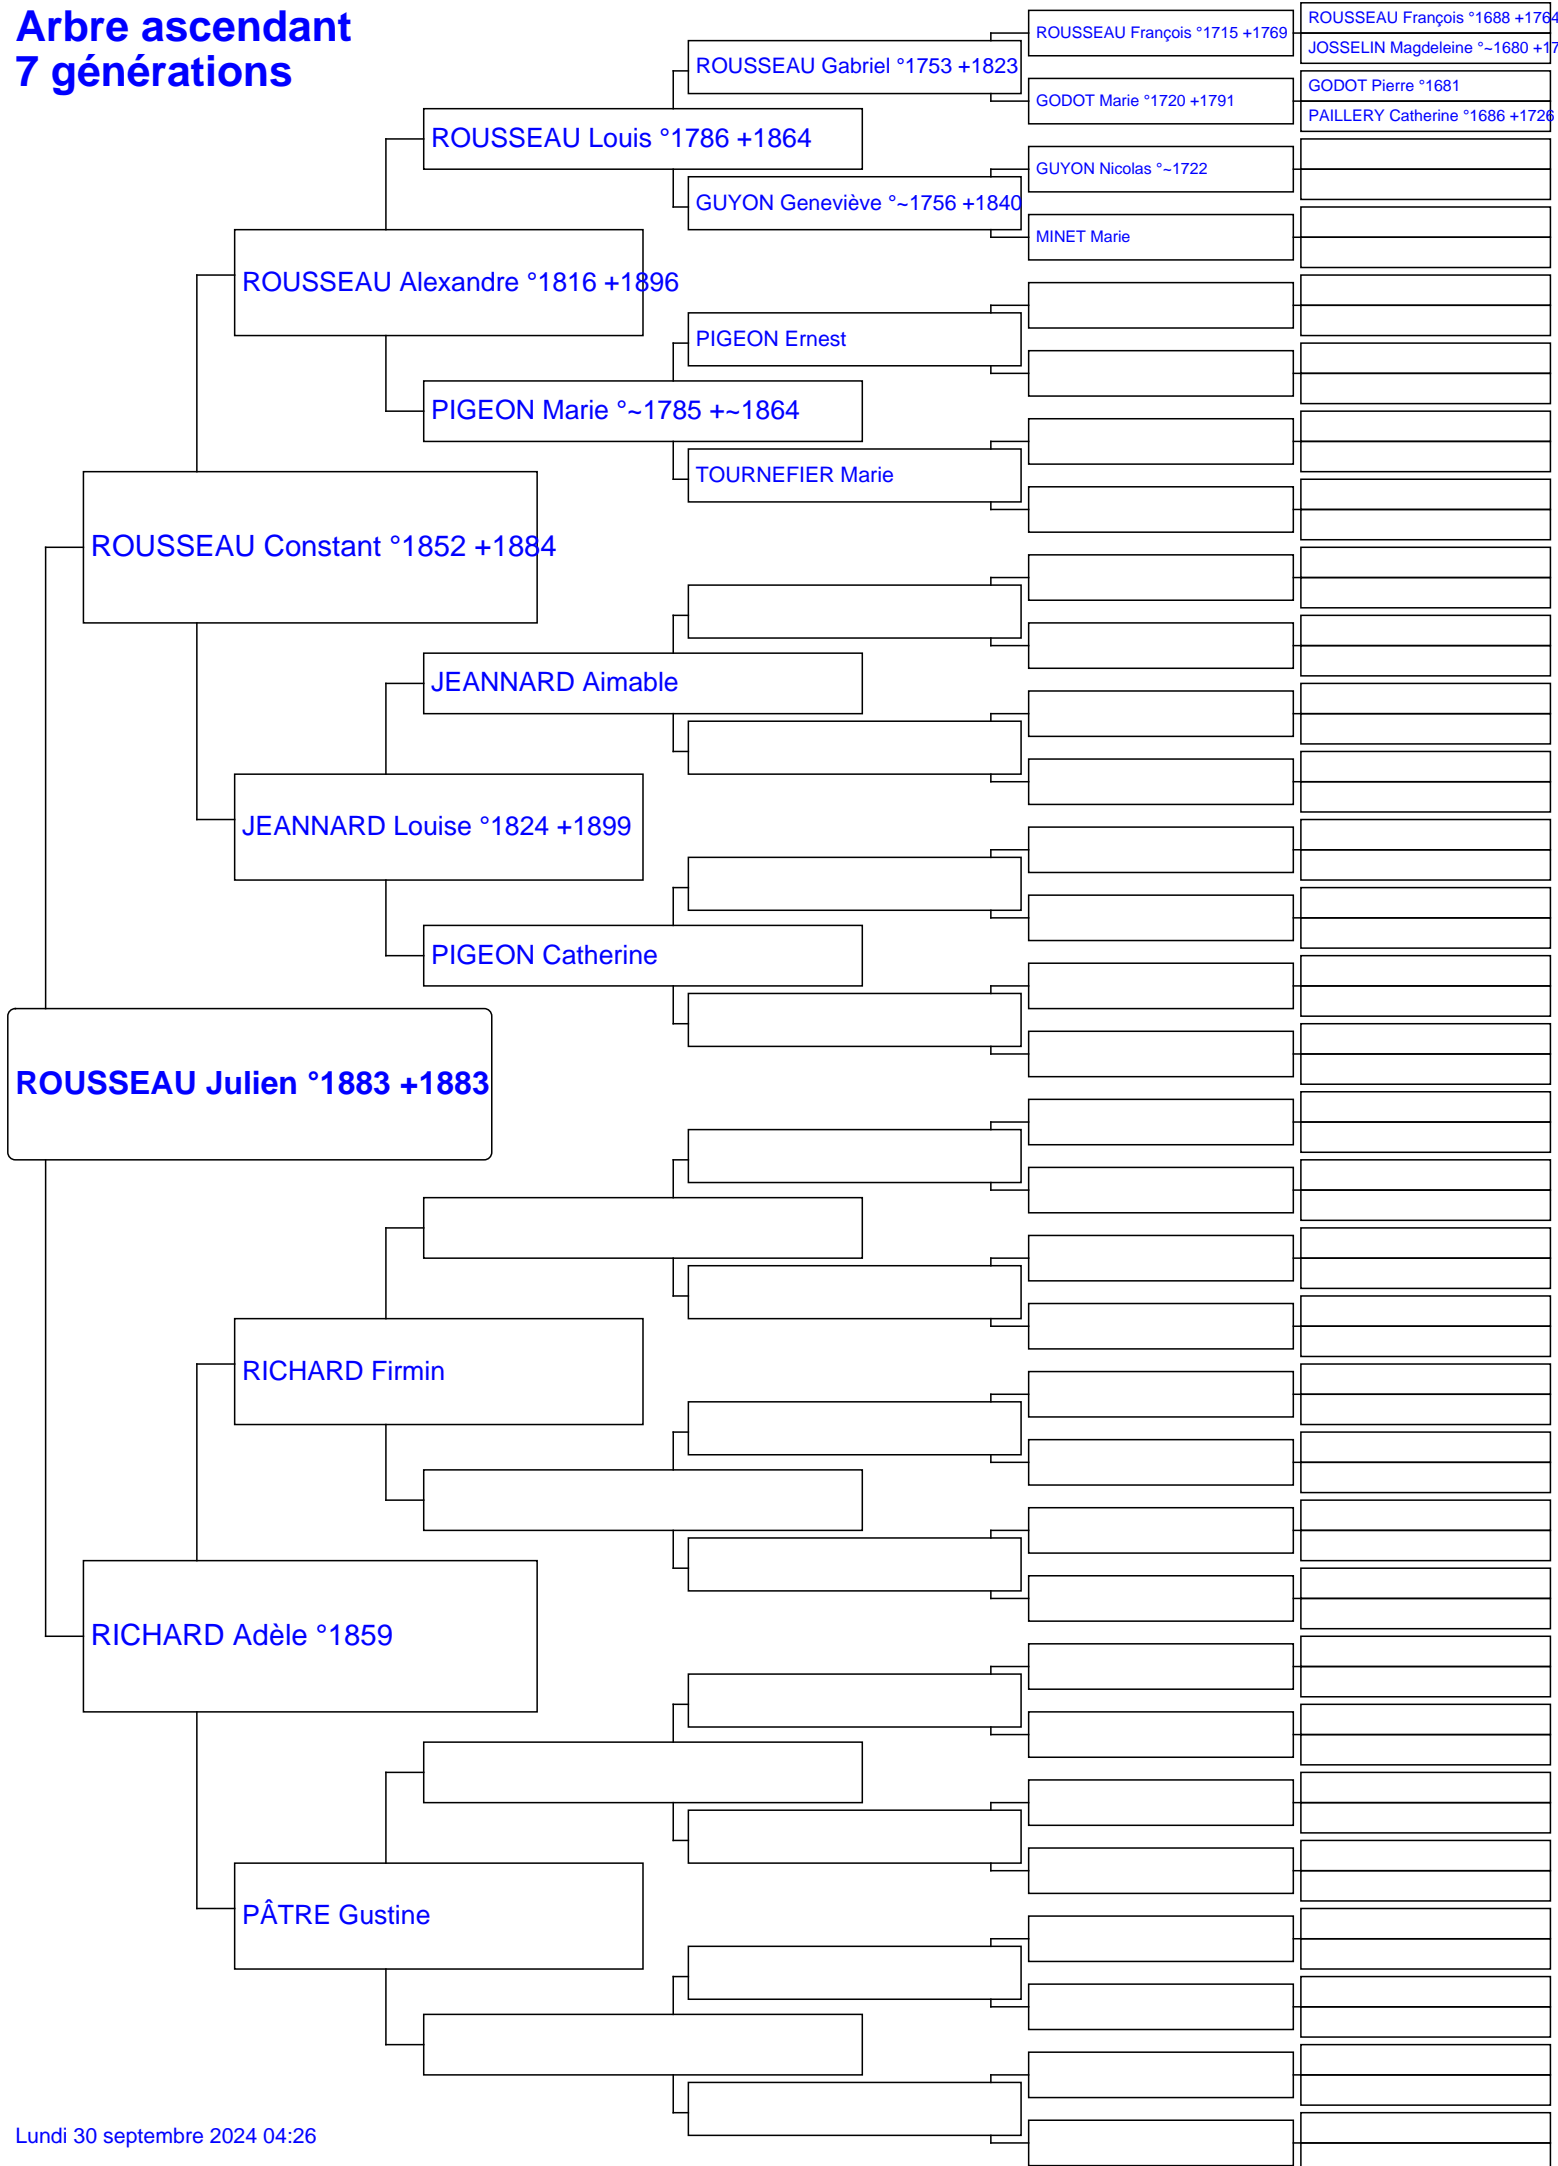 Arbre ascendant
7 générations
ROUSSEAU François °1688 +1764
JOSSELIN Magdeleine °~1680 +17
ROUSSEAU François °1715 +1769
GODOT Pierre °1681
PAILLERY Catherine °1686 +1726
GODOT Marie °1720 +1791
ROUSSEAU Gabriel °1753 +1823
ROUSSEAU Louis °1786 +1864
GUYON Nicolas °~1722
GUYON Geneviève °~1756 +1840
MINET Marie
ROUSSEAU Alexandre °1816 +1896
PIGEON Ernest
PIGEON Marie °~1785 +~1864
TOURNEFIER Marie
ROUSSEAU Constant °1852 +1884
JEANNARD Aimable
JEANNARD Louise °1824 +1899
PIGEON Catherine
ROUSSEAU Julien °1883 +1883
RICHARD Firmin
RICHARD Adèle °1859
PÂTRE Gustine
Lundi 30 septembre 2024 04:26